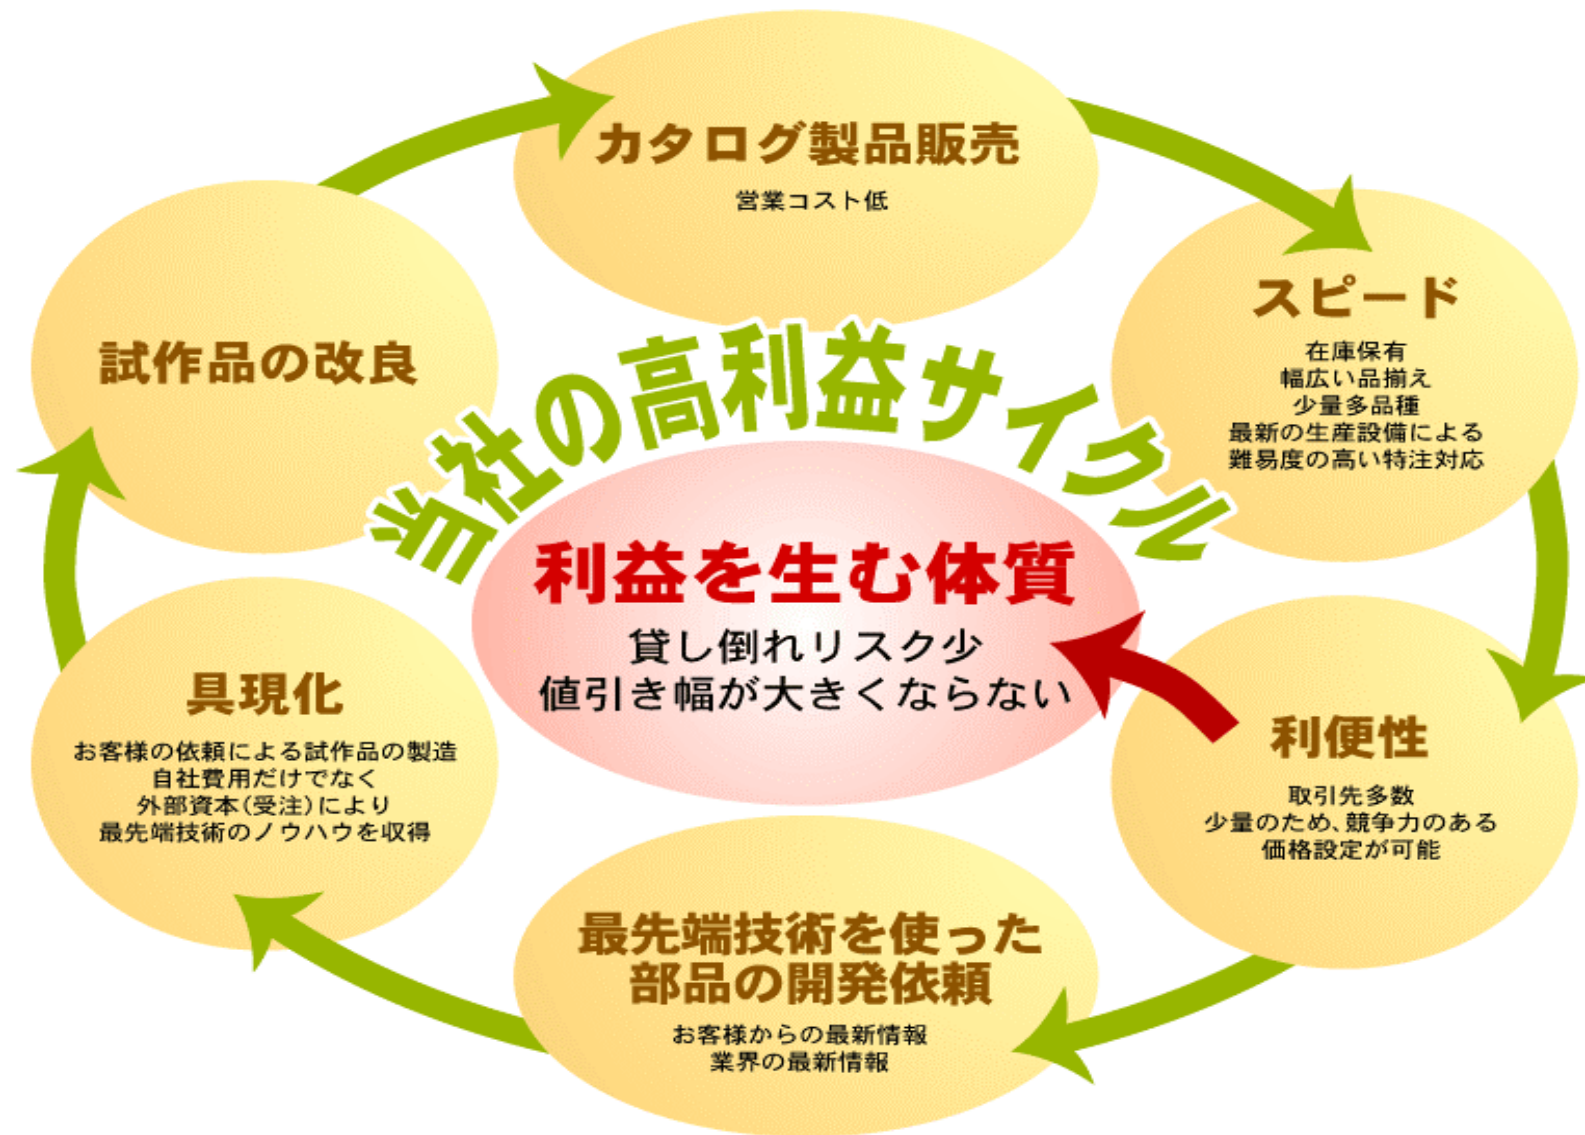 カタログ製品販売
営業コスト低
スピード
在庫保有
幅広い品揃え
少量多品種
最新の生産設備による
難易度の高い特注対応
試作品の改良
当社の高利益サイクル
利益を生む体質
貸し倒れリスク少
値引き幅が大きくならない
利便性
取引先多数
少量のため、競争力のある
価格設定が可能
具現化
お客様の依頼による試作品の製造
自社費用だけでなく
外部資本(受注)により
最先端技術のノウハウを収得
最先端技術を使った
部品の開発依頼
お客様からの最新情報
業界の最新情報